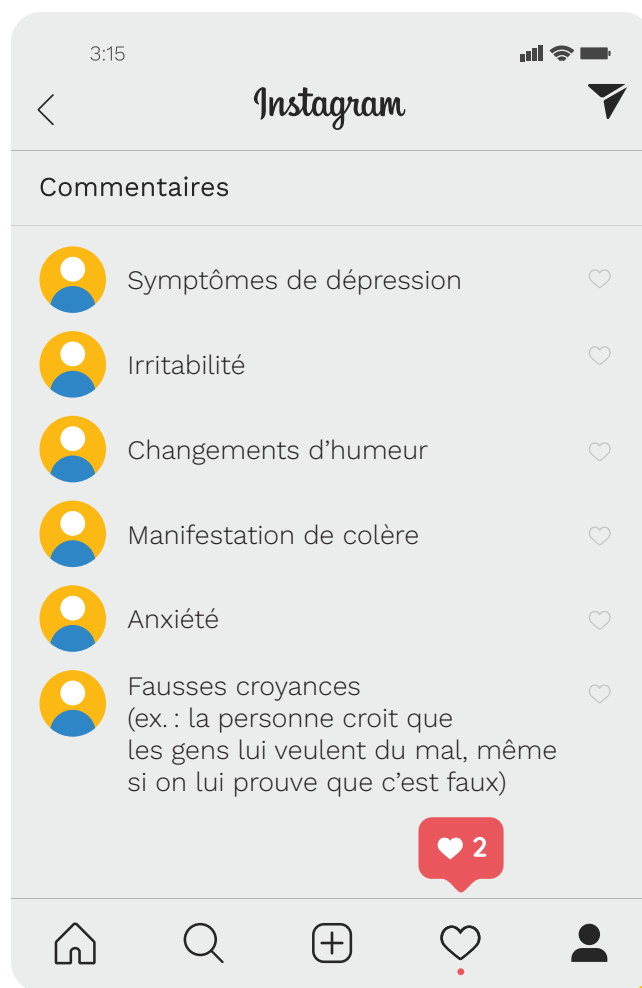 3:15
Instagram
Commentaires
Symptômes de dépression
Irritabilité
Changements d’humeur
Manifestation de colère
Anxiété
Fausses croyances
(ex. : la personne croit que
les gens lui veulent du mal, même
si on lui prouve que c’est faux)
2